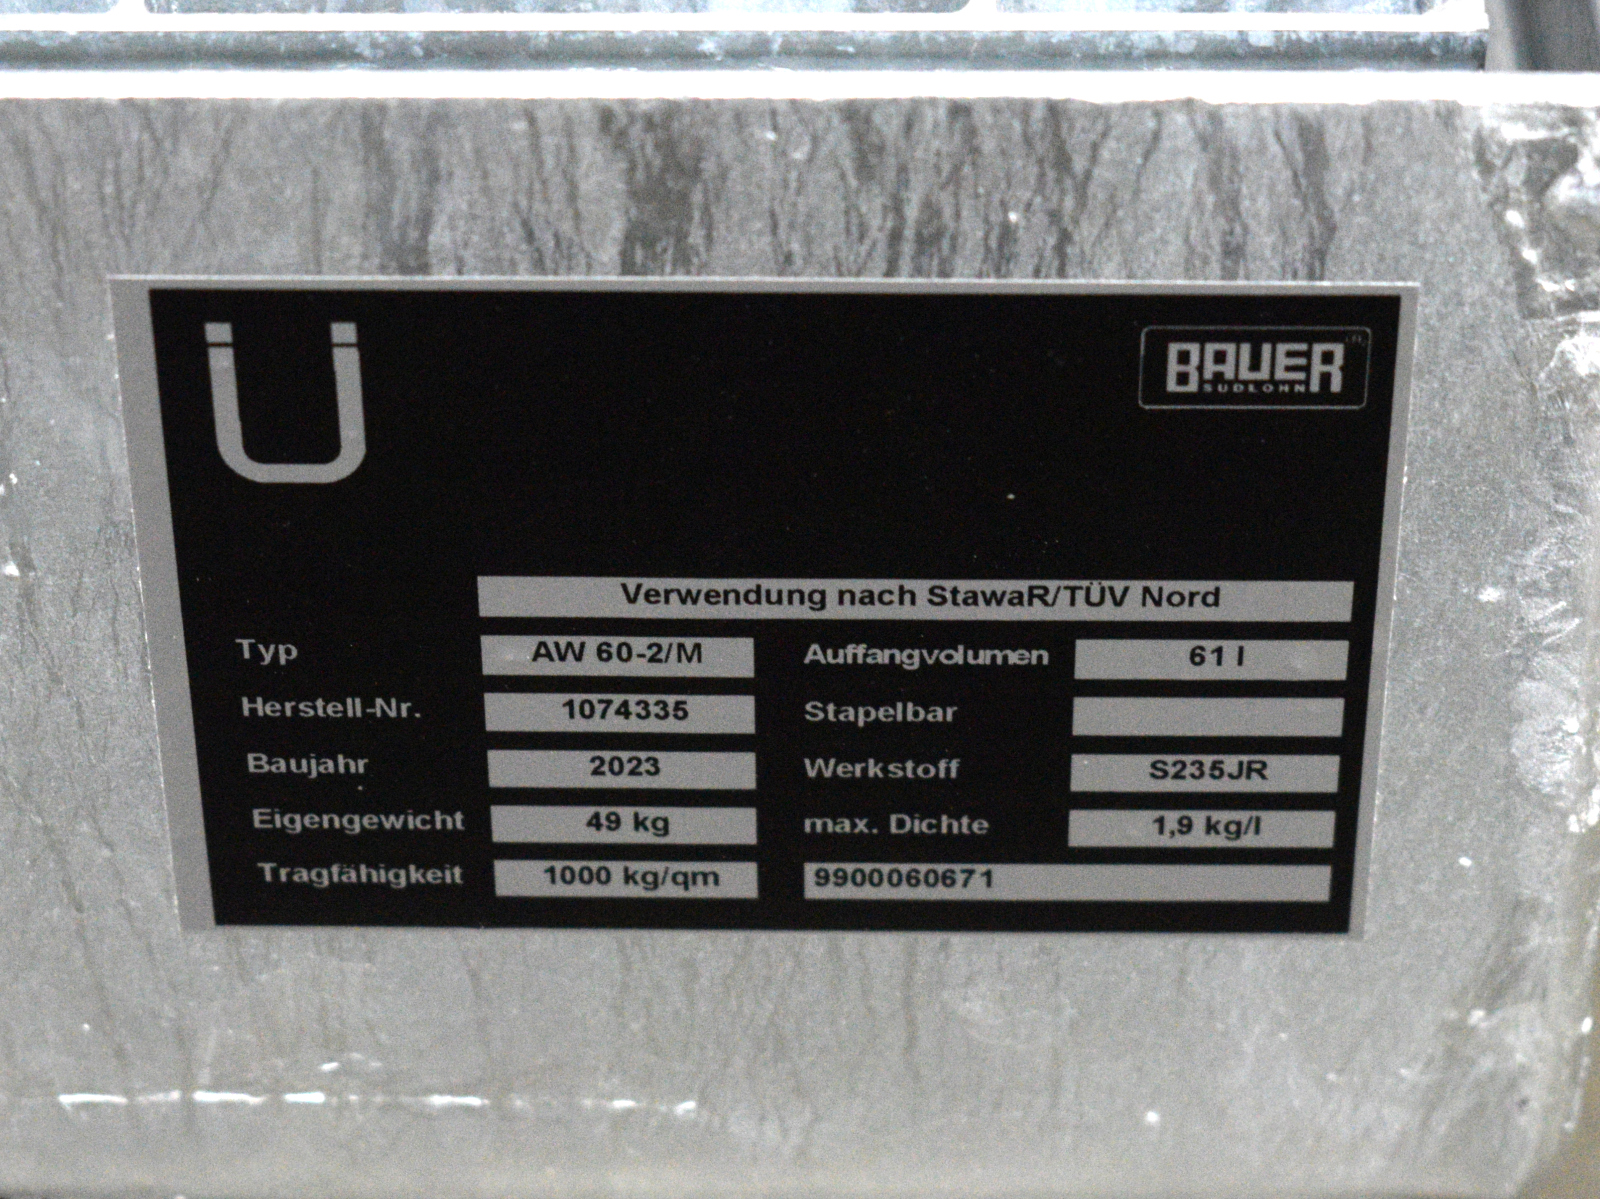 Ü
BAUER
SÜDLOHN
Verwendung nach StawaR/TÜV Nord
Typ AW 60-2/M Auffangvolumen 61 l
Herstell-Nr. 1074335 Stapelbar
Baujahr 2023 Werkstoff S235JR
Eigengewicht 49 kg max. Dichte 1,9 kg/l
Tragfähigkeit 1000 kg/qm 9900060671